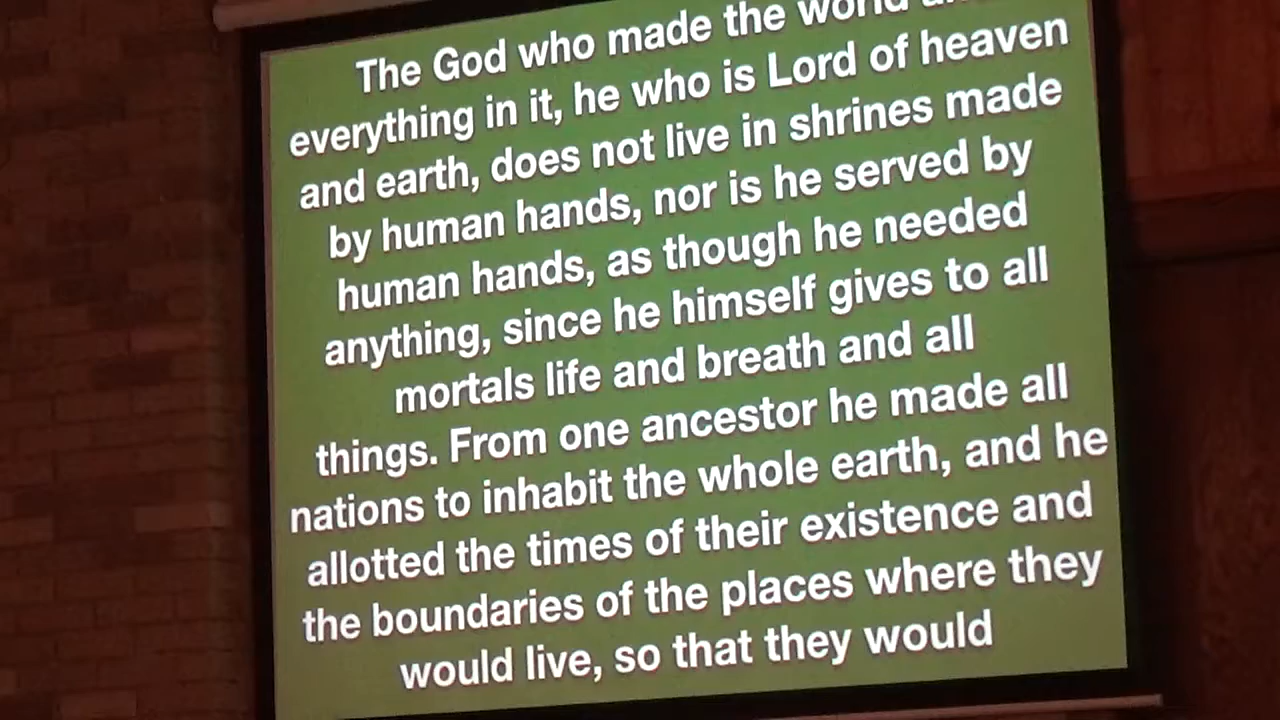 The God who made the world
everything in it, he who is Lord of heaven
and earth, does not live in shrines made
by human hands, nor is he served by
human hands, as though he needed
anything, since he himself gives to all
mortals life and breath and all
things. From one ancestor he made all
nations to inhabit the whole earth, and he
allotted the times of their existence and
the boundaries of the places where they
would live, so that they would